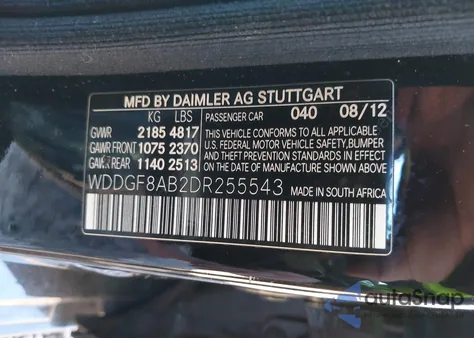 MFD BY DAIMLER AG STUTTGART
KG LBS PASSENGER CAR 040 08/12
GVWR 2185 4817 THIS VEHICLE CONFORMS TO ALL APPLICABLE
GAWR FRONT 1075 2370 U.S. FEDERAL MOTOR VEHICLE SAFETY, BUMPER
GAWR REAR 1140 2513 AND THEFT PREVENTION STANDARDS IN EFFECT ON THE DATE OF MANUFACTURE SHOWN ABOVE.
WDDGF8AB2DR255543
MADE IN SOUTH AFRICA
autoSnap